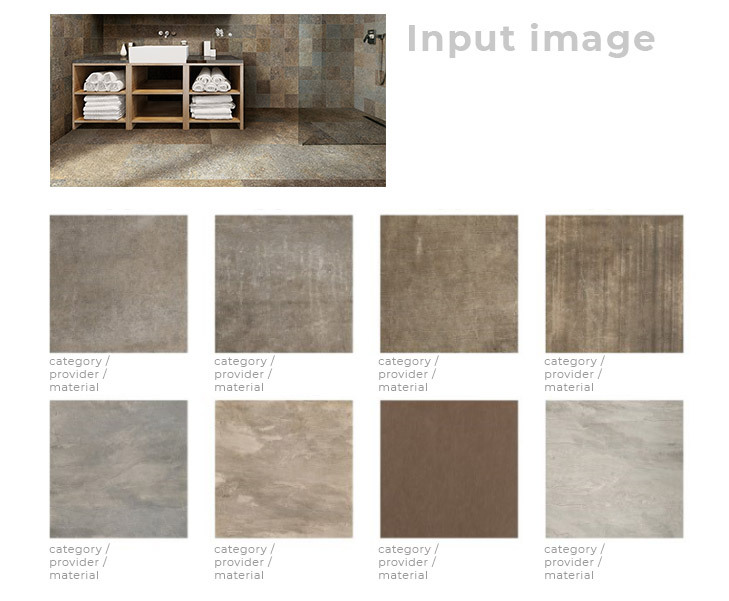 Input image
category /
provider /
material
category /
provider /
material
category /
provider /
material
category /
provider /
material
category /
provider /
material
category /
provider /
material
category /
provider /
material
category /
provider /
material